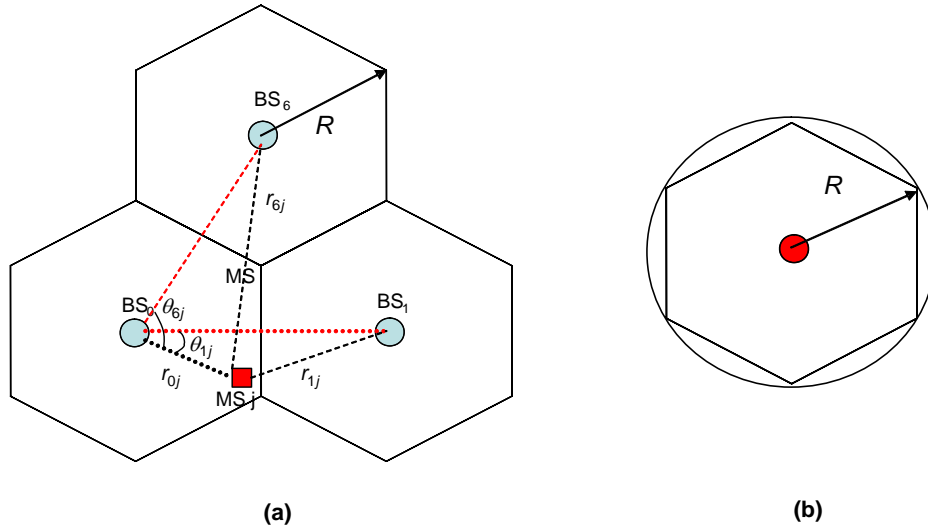 BS6
R
r6j
MS
BS0 θ6j
BS1
θ1j
r0j
r1j
MS j
(a)
R
(b)